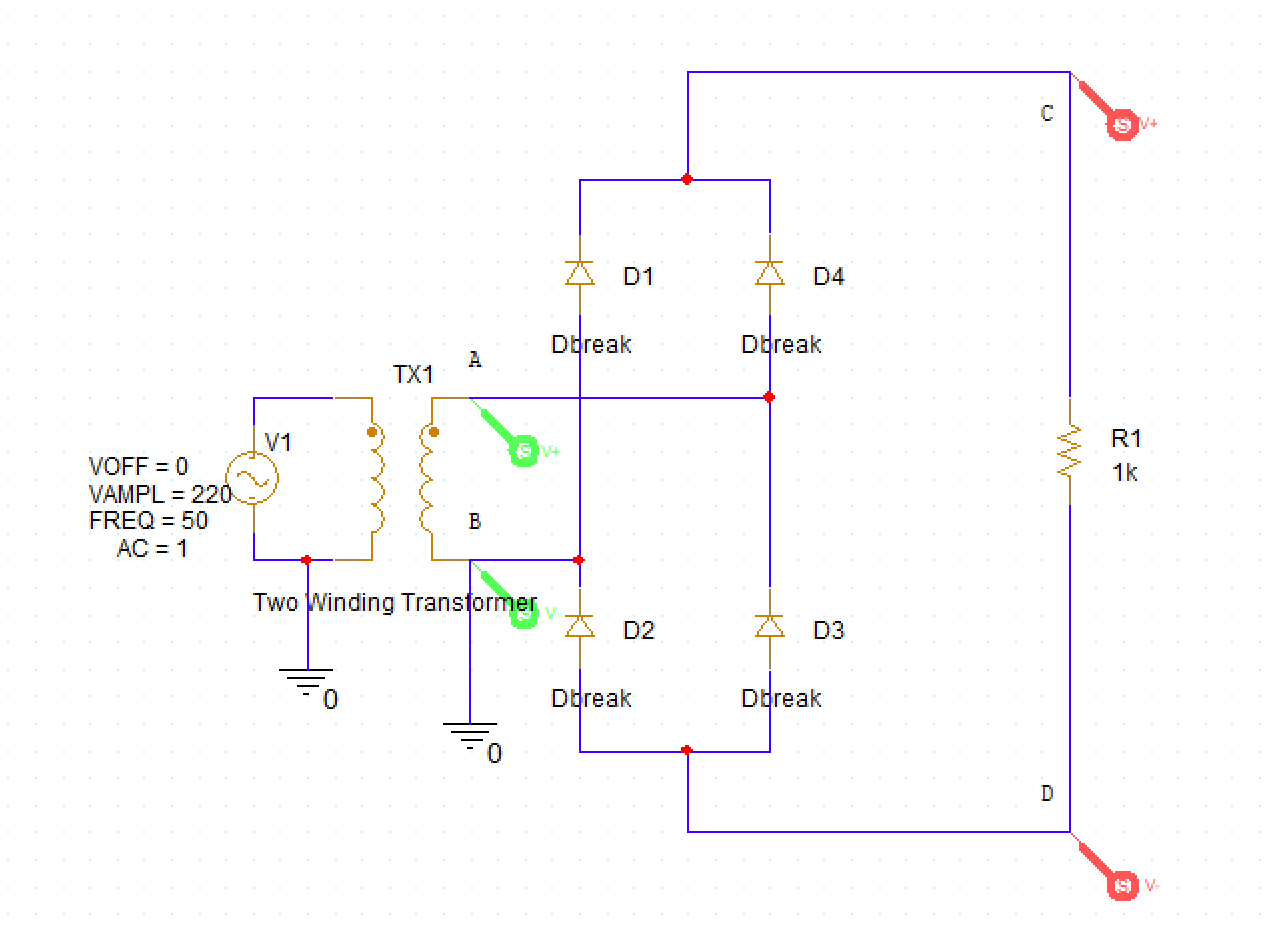 C
V+
D1
D4
Dbreak
Dbreak
A
TX1
V1
V+
VOFF = 0
VAMPL = 220
FREQ = 50
AC = 1
R1
1k
B
Two Winding Transformer
V-
D2
D3
0
Dbreak
Dbreak
0
D
V-